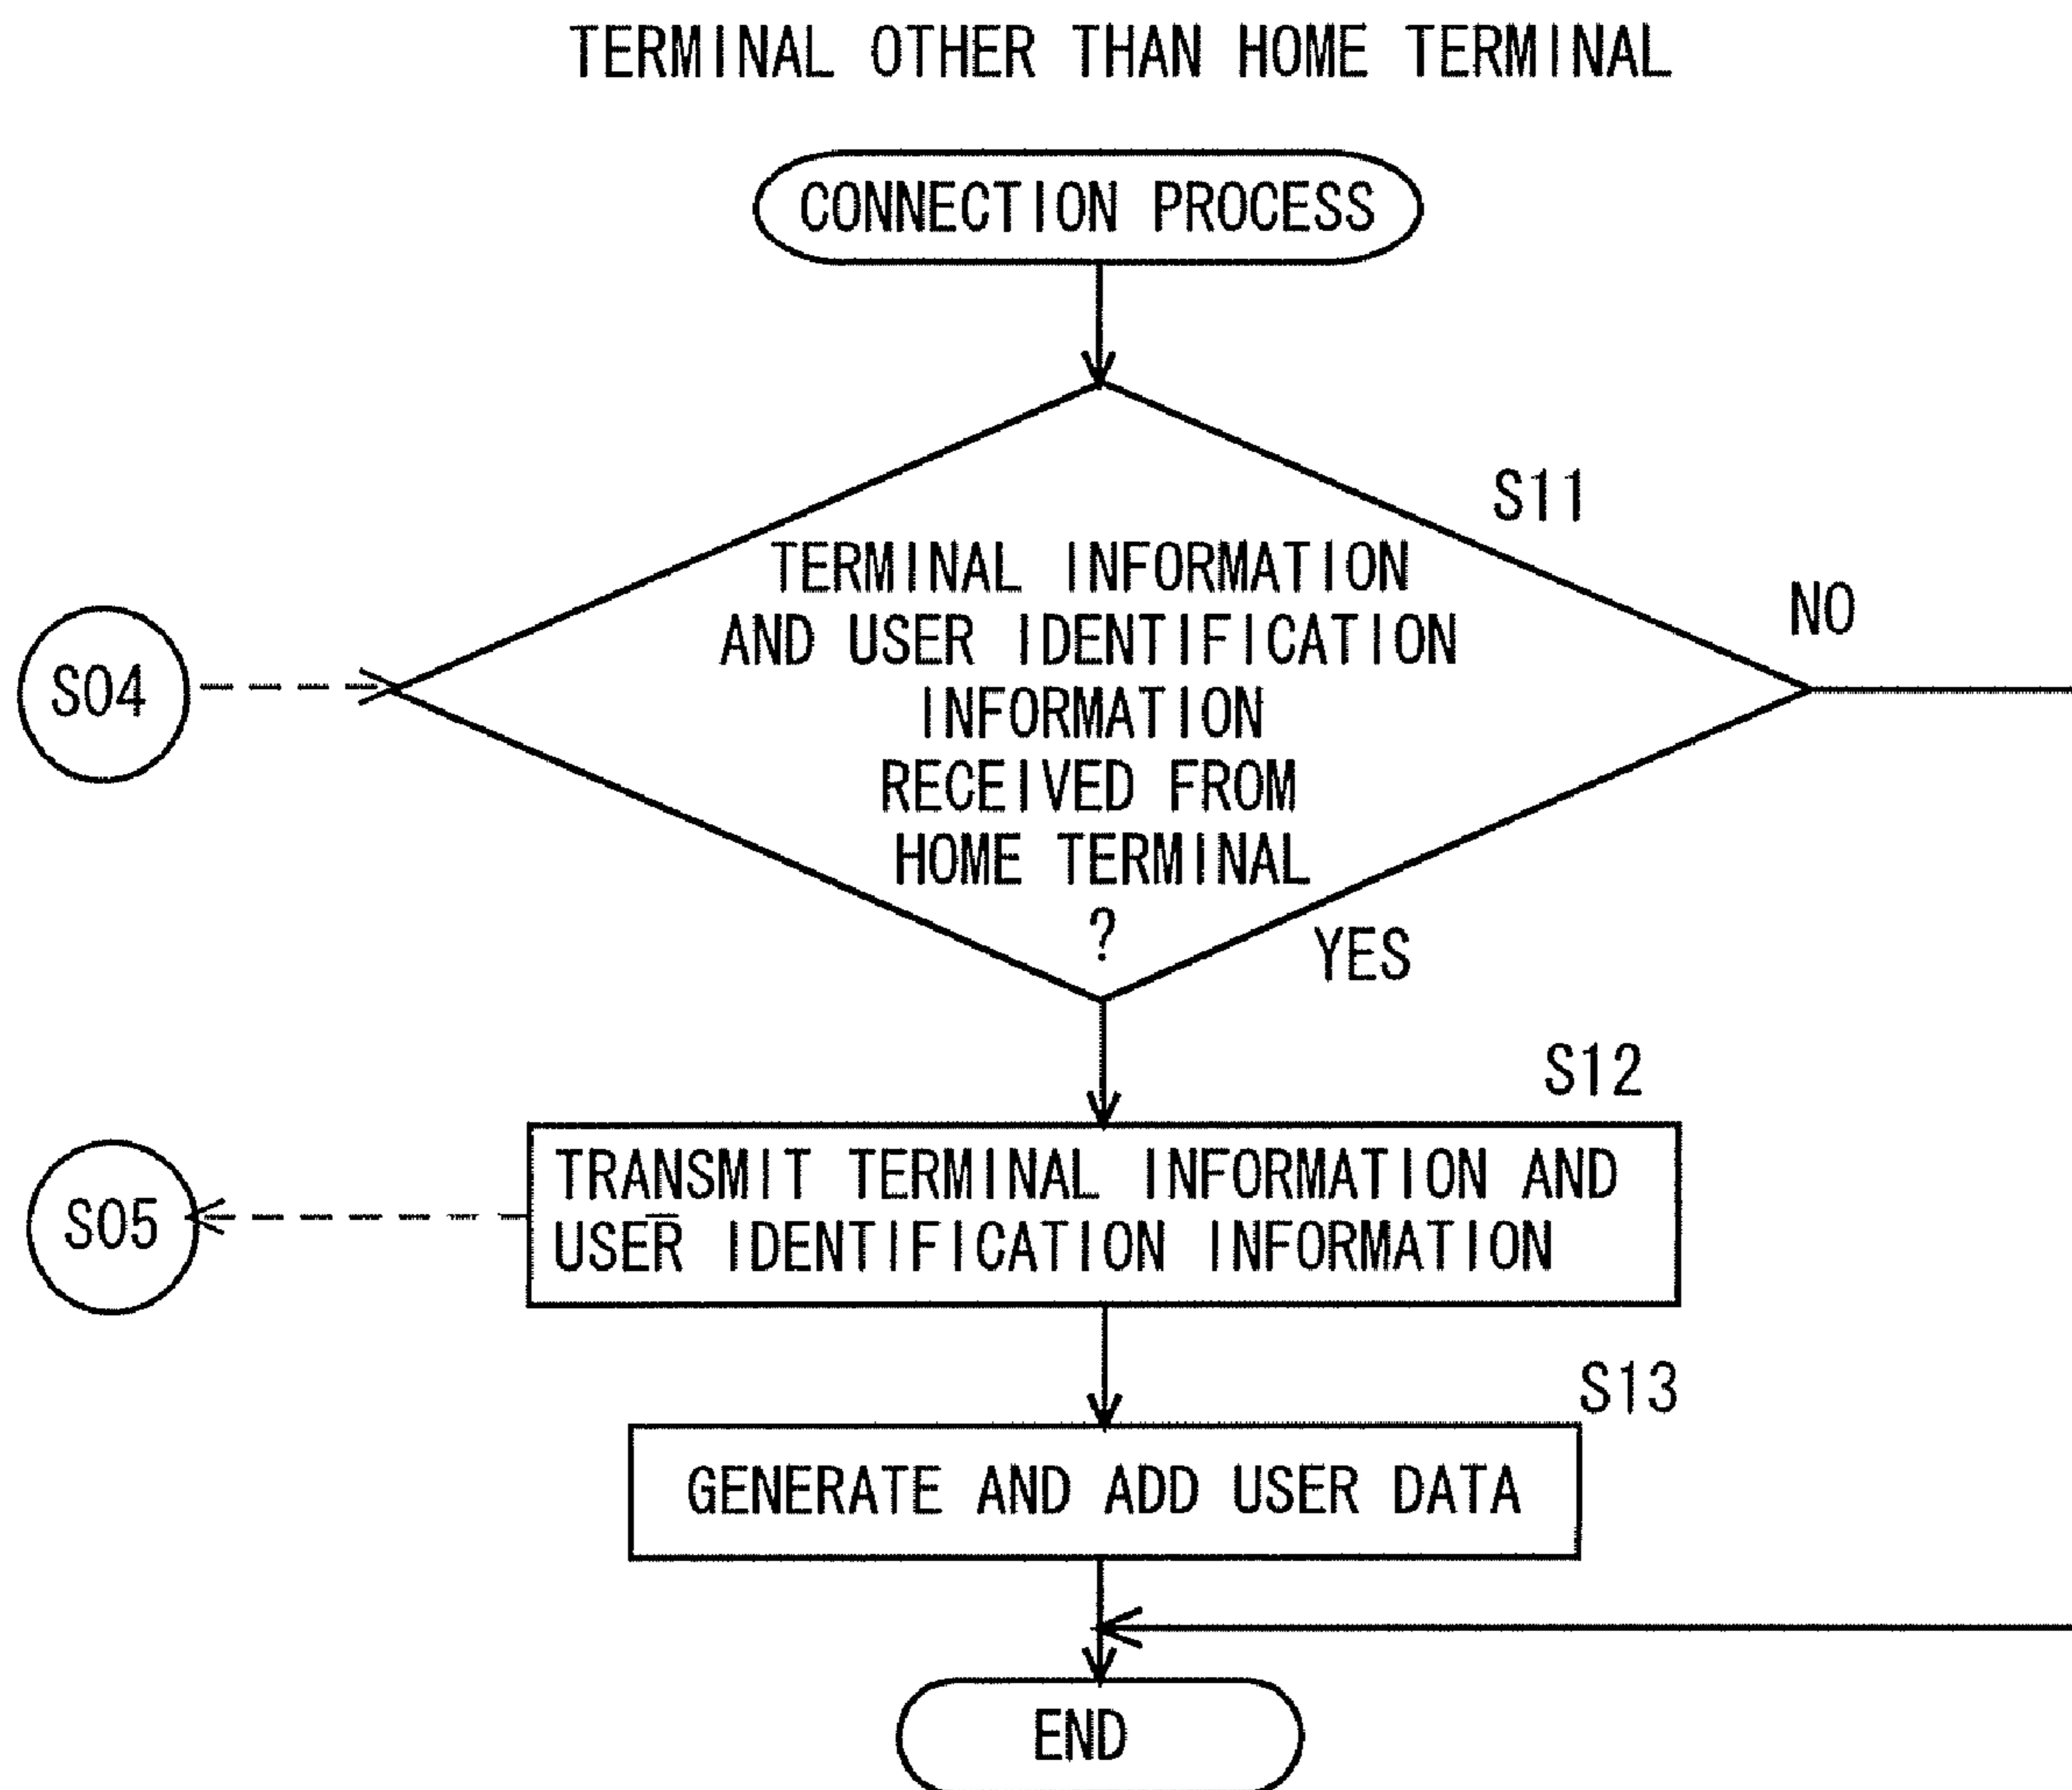 TERMINAL OTHER THAN HOME TERMINAL
CONNECTION PROCESS
S11
TERMINAL INFORMATION
AND USER IDENTIFICATION
INFORMATION
RECEIVED FROM
HOME TERMINAL
?
NO
S04
YES
S12
TRANSMIT TERMINAL INFORMATION AND
USER IDENTIFICATION INFORMATION
S05
S13
GENERATE AND ADD USER DATA
END